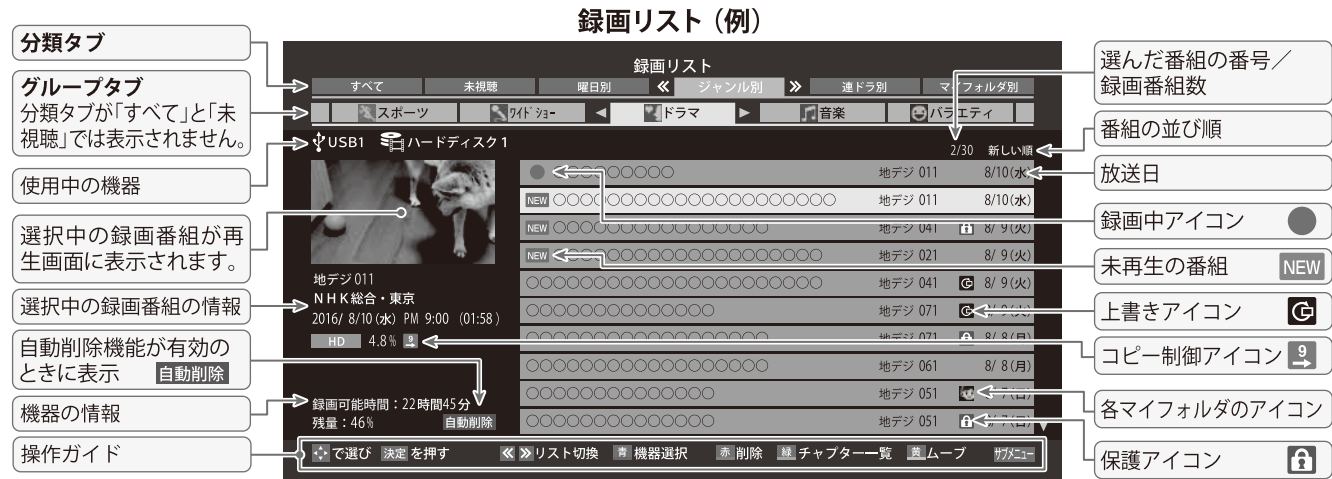 録画リスト（例）
分類タブ
グループタブ
分類タブが「すべて」と「未
視聴」では表示されません。
使用中の機器
選択中の録画番組が再
生画面に表示されます。
選択中の録画番組の情報
自動削除機能が有効の
ときに表示 自動削除
機器の情報
操作ガイド
録画リスト
すべて 未視聴 曜日別 ≪ ジャンル別 ≫ 連ドラ別 マイフォルダ別
スポーツ ワイドショー ◀ ドラマ ▶ 音楽 バラエティ
USB1 ハードディスク1
2/30 新しい順
地デジ 011
NHK総合・東京
2016/ 8/10(水) PM 9:00 (01:58)
HD 4.8% 9
録画可能時間：22時間45分
残量：46% 自動削除
●○○○○○○○○ 地デジ 011 8/10(水)
NEW ○○○○○○○○○○○○○○○○○○○○○ 地デジ 011 8/10(水)
NEW ○○○○○○○○○○○○○○○○ 地デジ 041 8/ 9(火)
NEW ○○○○○○○○○○○○○○○○○○○○ 地デジ 021 8/ 9(火)
○○○○○○○○○○○○○○○○○○○○○○ 地デジ 041 8/ 9(火)
○○○○○○○○○○○○○○ 地デジ 071 8/ 9(火)
○○○○○○○○○○○○○○○○○○ 地デジ 071 8/ 8(月)
○○○○○○○○○○○○○○○○○○ 地デジ 061 8/ 8(月)
○○○○○○○○○○○○○○ 地デジ 051 8/ 7(日)
○○○○○○○○○○○○○○ 地デジ 051 8/ 7(日)
で選び 決定 を押す ≪ ≫ リスト切換 青 機器選択 赤 削除 緑 チャプター一覧 黄 ムーブ サブメニュー
選んだ番組の番号／
録画番組数
番組の並び順
放送日
録画中アイコン ●
未再生の番組 NEW
上書きアイコン
コピー制御アイコン 9
各マイフォルダのアイコン
保護アイコン